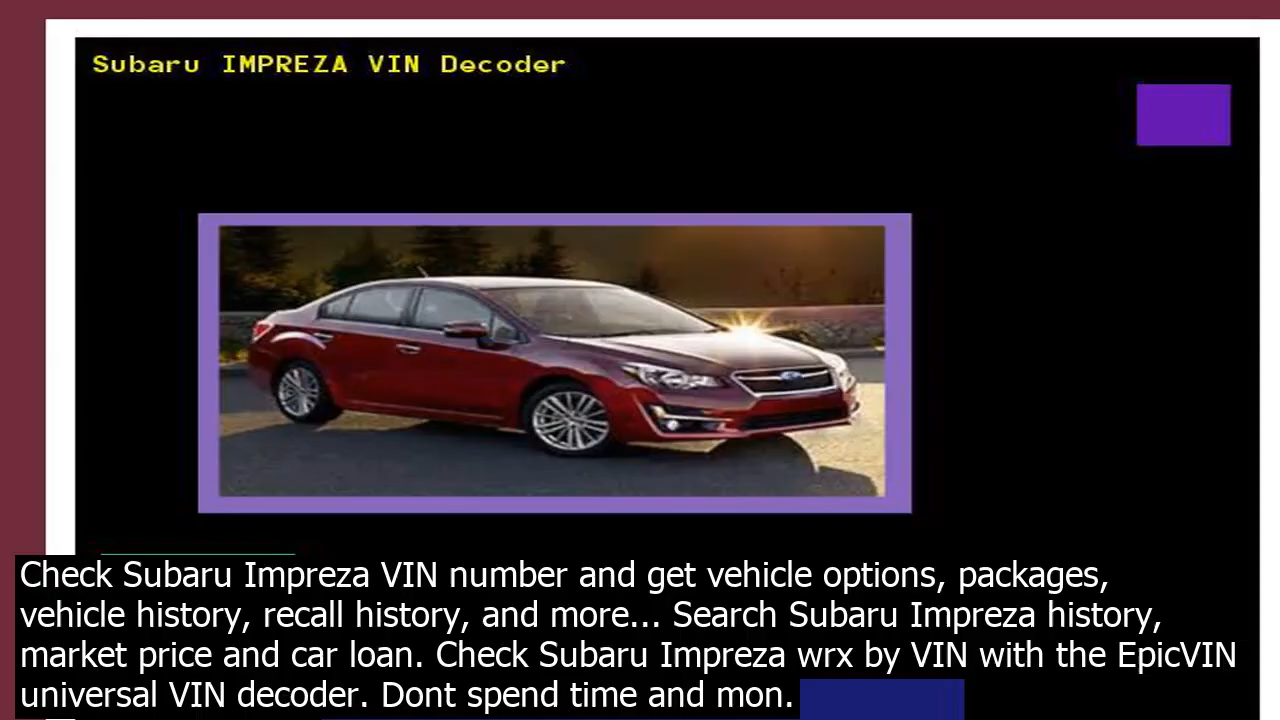 Subaru IMPREZA VIN Decoder
Check Subaru Impreza VIN number and get vehicle options, packages,
vehicle history, recall history, and more... Search Subaru Impreza history,
market price and car loan. Check Subaru Impreza wrx by VIN with the EpicVIN
universal VIN decoder. Dont spend time and mon.